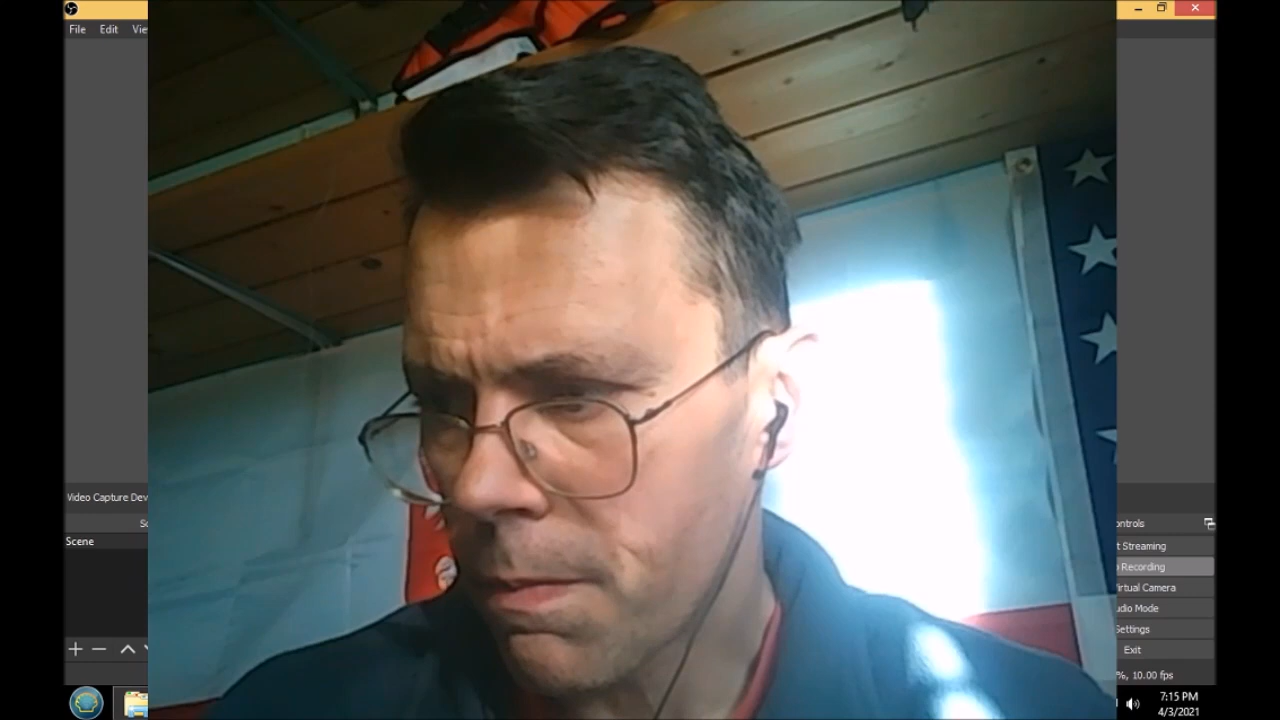 File Edit Vie
Video Capture Dev
Sc
Scene
ontrols
t Streaming
Recording
irtual Camera
udio Mode
Settings
Exit
%, 10.00 fps
7:15 PM
4/3/2021